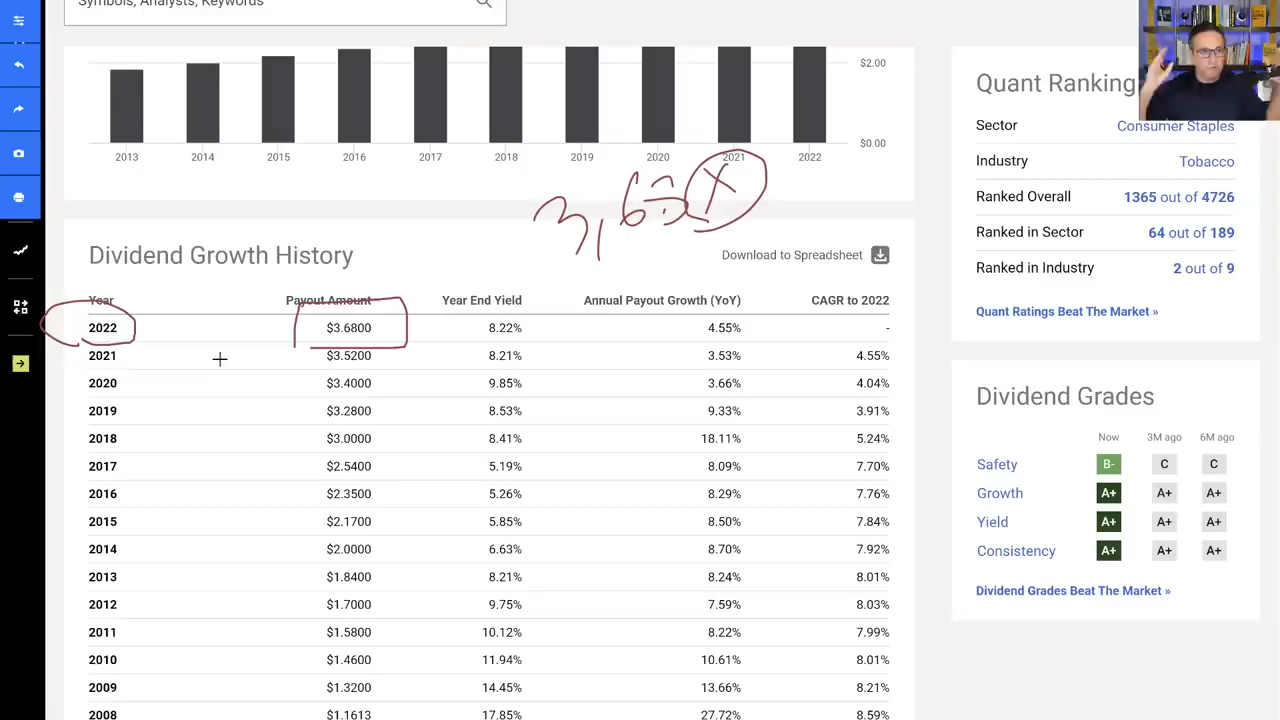 Symbols, Analysts, Keywords
$2.00
$0.00
2013 2014 2015 2016 2017 2018 2019 2020 2021 2022
Dividend Growth History
Download to Spreadsheet
Year Payout Amount Year End Yield Annual Payout Growth (YoY) CAGR to 2022
2022 $3.6800 8.22% 4.55% -
2021 $3.5200 8.21% 3.53% 4.55%
2020 $3.4000 9.85% 3.66% 4.04%
2019 $3.2800 8.53% 9.33% 3.91%
2018 $3.0000 8.41% 18.11% 5.24%
2017 $2.5400 5.19% 8.09% 7.70%
2016 $2.3500 5.26% 8.29% 7.76%
2015 $2.1700 5.85% 8.50% 7.84%
2014 $2.0000 6.63% 8.70% 7.92%
2013 $1.8400 8.21% 8.24% 8.01%
2012 $1.7000 9.75% 7.59% 8.03%
2011 $1.5800 10.12% 8.22% 7.99%
2010 $1.4600 11.94% 10.61% 8.01%
2009 $1.3200 14.45% 13.66% 8.21%
2008 $1.1613 17.85% 27.72% 8.59%
Quant Ranking
Sector Consumer Staples
Industry Tobacco
Ranked Overall 1365 out of 4726
Ranked in Sector 64 out of 189
Ranked in Industry 2 out of 9
Quant Ratings Beat The Market »
Dividend Grades
Now 3M ago 6M ago
Safety B- C C
Growth A+ A+ A+
Yield A+ A+ A+
Consistency A+ A+ A+
Dividend Grades Beat The Market »